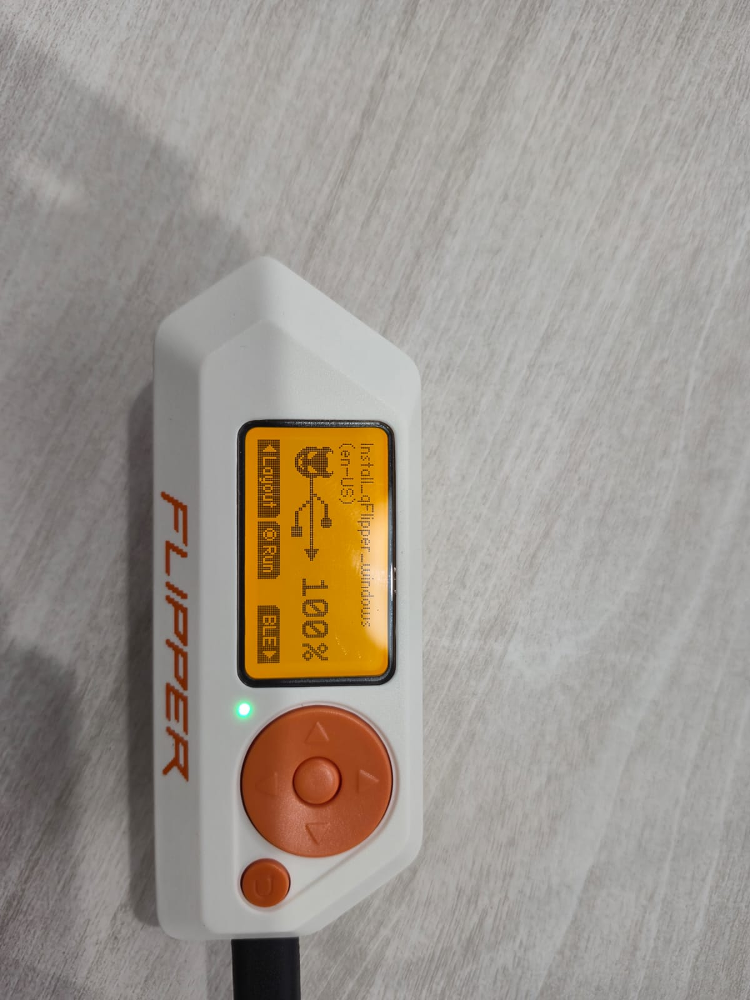 Install_qFlipper_windows
(en-US)
100%
Layout
Run
BLE
FLIPPER